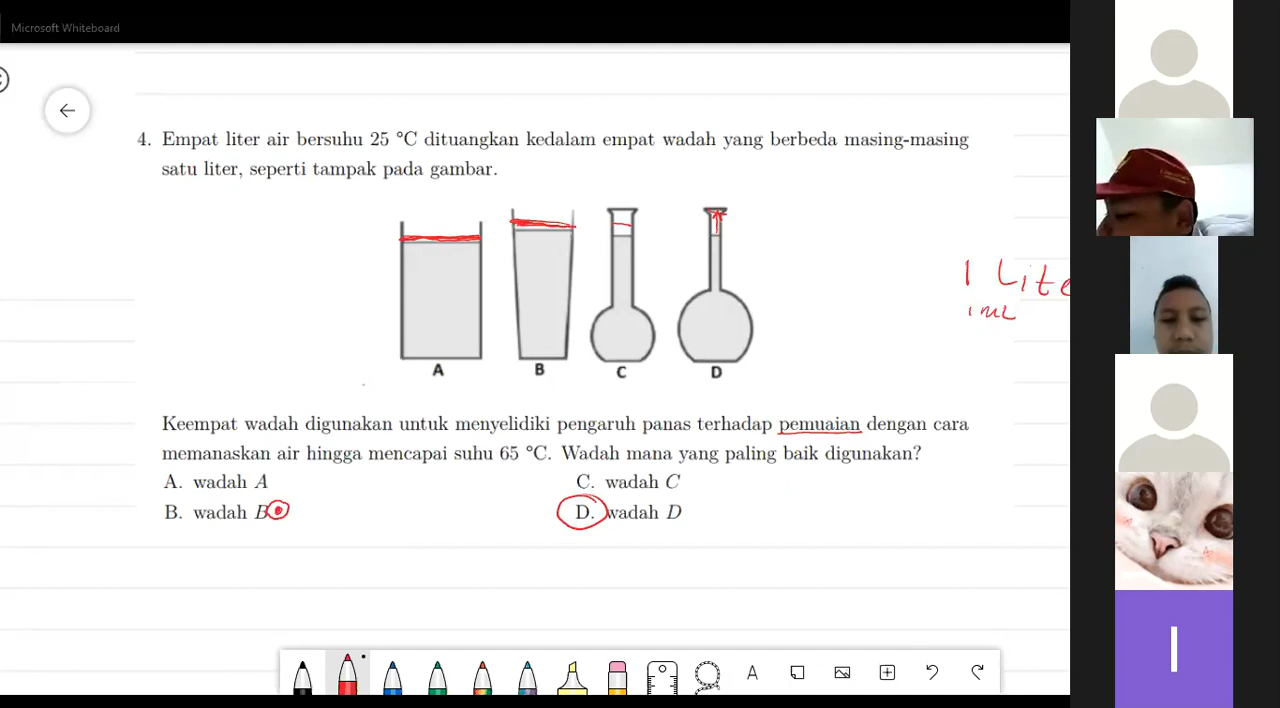 Microsoft Whiteboard
4. Empat liter air bersuhu 25 °C dituangkan kedalam empat wadah yang berbeda masing-masing
satu liter, seperti tampak pada gambar.
A B C D
1 Lite
1 mL
Keempat wadah digunakan untuk menyelidiki pengaruh panas terhadap pemuaian dengan cara
memanaskan air hingga mencapai suhu 65 °C. Wadah mana yang paling baik digunakan?
A. wadah A
C. wadah C
B. wadah B
D. wadah D
A
I